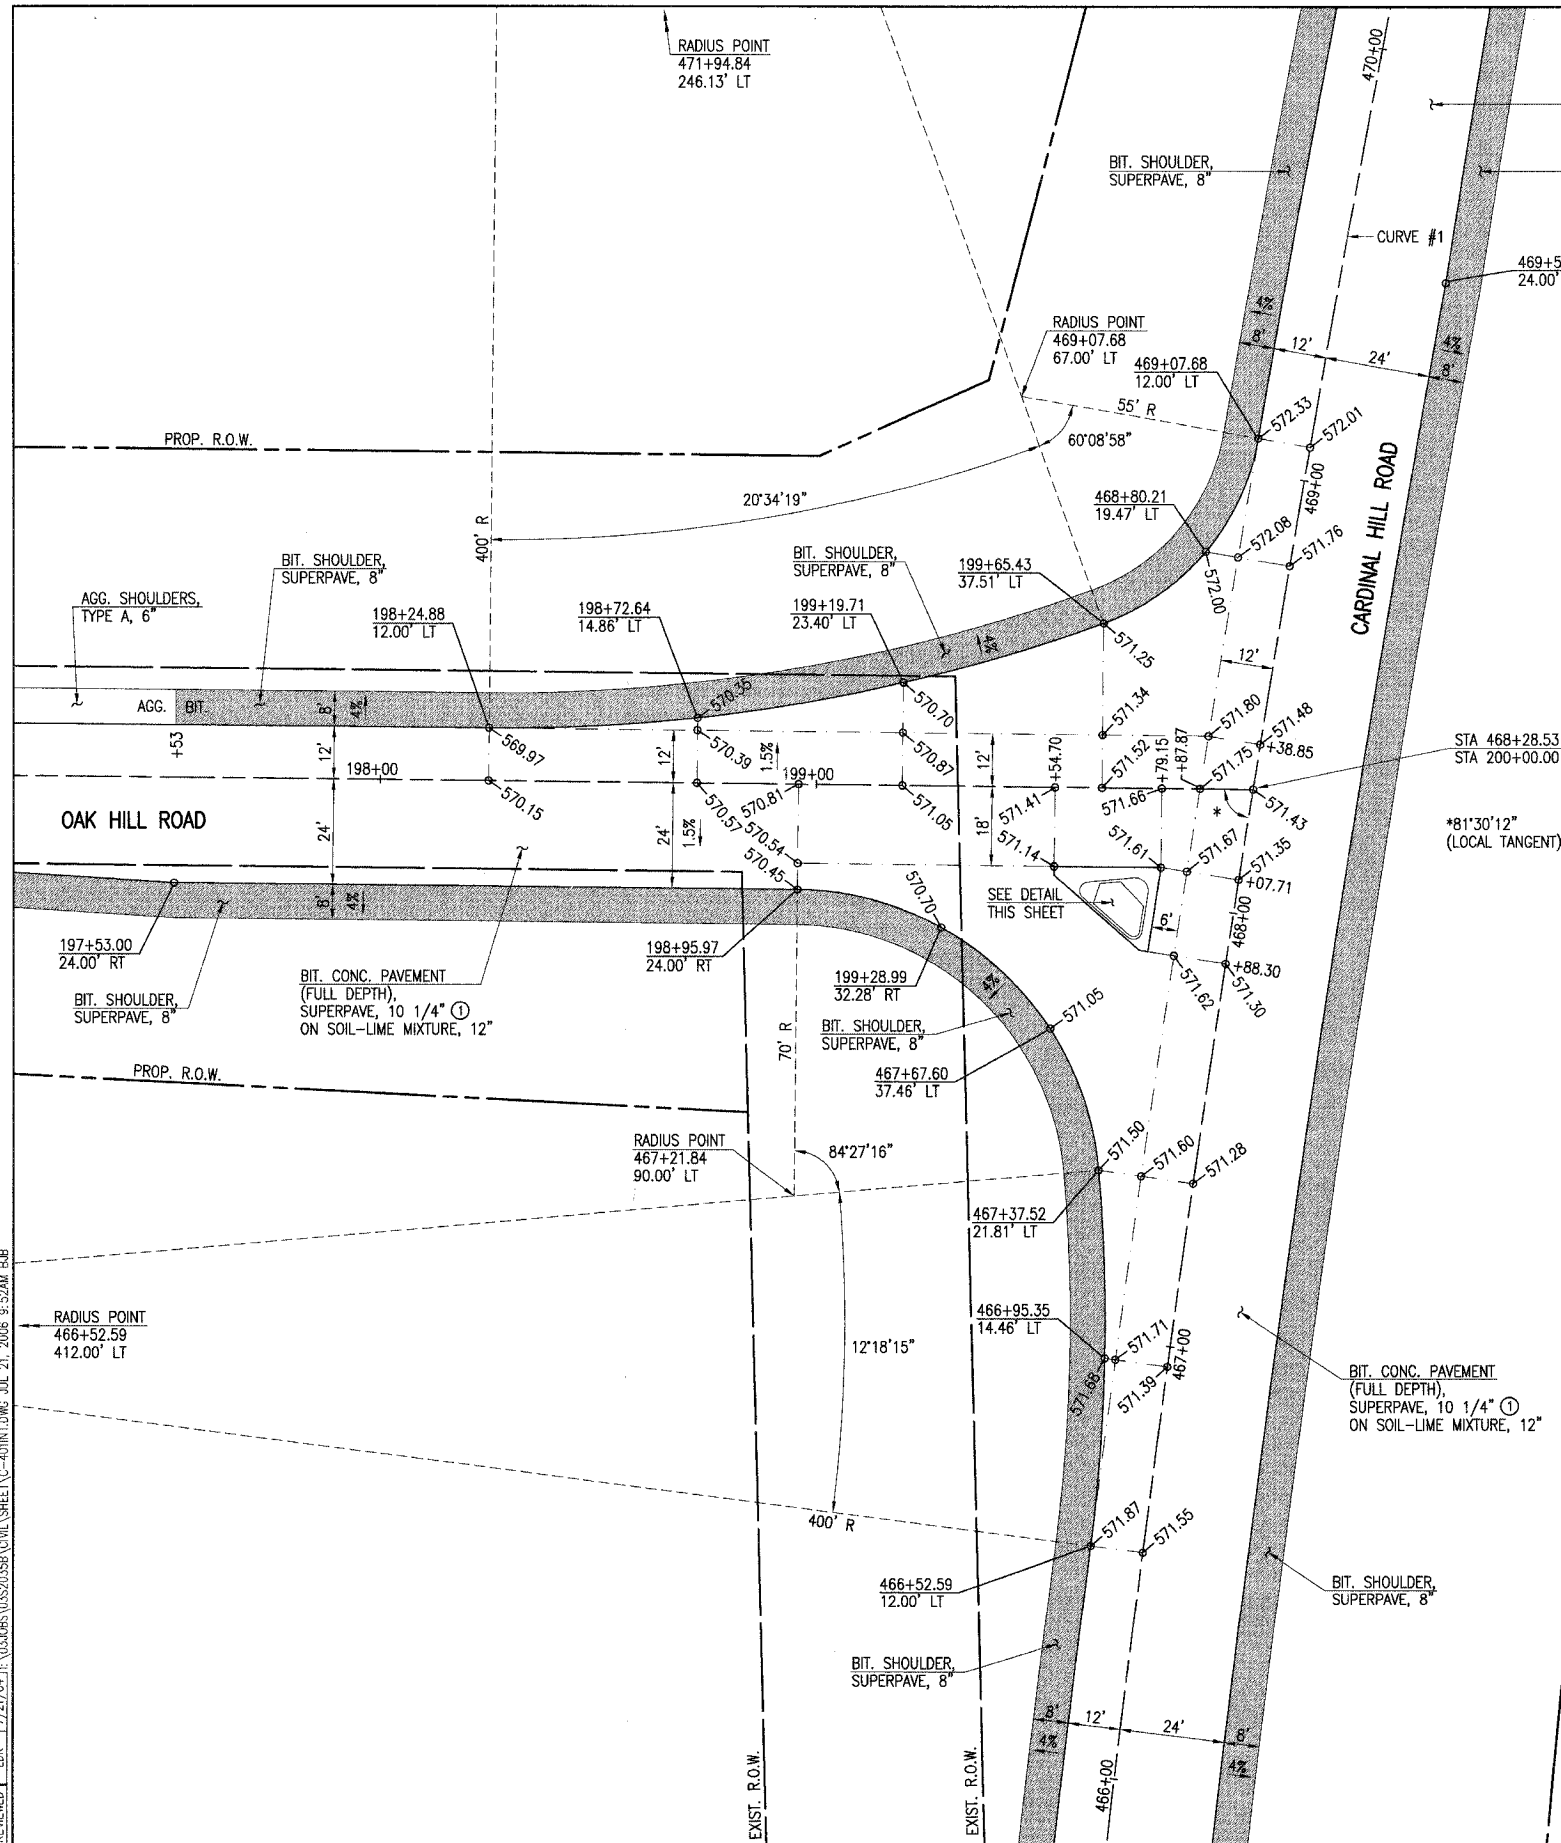 RADIUS POINT
471+94.84
246.13' LT
470+00
BIT. SHOULDER,
SUPERPAVE, 8"
CURVE #1
469+5
24.00'
4%
8'
12'
24'
4%
8'
RADIUS POINT
469+07.68
67.00' LT
469+07.68
12.00' LT
55' R
572.33
572.01
60°08'58"
PROP. R.O.W.
20°34'19"
400' R
468+80.21
19.47' LT
469+00
CARDINAL HILL ROAD
572.08
571.76
572.00
BIT. SHOULDER,
SUPERPAVE, 8"
BIT. SHOULDER,
SUPERPAVE, 8"
199+65.43
37.51' LT
AGG. SHOULDERS,
TYPE A, 6"
198+24.88
12.00' LT
198+72.64
14.86' LT
199+19.71
23.40' LT
4%
571.25
12'
AGG.
BIT.
8'
4%
570.35
570.70
571.34
571.80
571.48
+38.85
STA 468+28.53
STA 200+00.00
+53
12'
569.97
12'
570.39
1.5%
570.87
12'
+54.70
571.52
+79.15
+87.87
571.75
198+00
199+00
570.15
570.57
570.81
571.05
571.41
571.66
*
571.43
*81°30'12"
(LOCAL TANGENT)
OAK HILL ROAD
24'
24'
1.5%
570.54
570.45
18'
571.14
571.61
571.67
571.35
+07.71
8'
4%
570.70
SEE DETAIL
THIS SHEET
6'
468+00
197+53.00
24.00' RT
198+95.97
24.00' RT
199+28.99
32.28' RT
4%
+88.30
571.62
571.30
BIT. SHOULDER,
SUPERPAVE, 8"
BIT. CONC. PAVEMENT
(FULL DEPTH),
SUPERPAVE, 10 1/4" ①
ON SOIL-LIME MIXTURE, 12"
70' R
BIT. SHOULDER,
SUPERPAVE, 8"
571.05
467+67.60
37.46' LT
PROP. R.O.W.
RADIUS POINT
467+21.84
90.00' LT
84°27'16"
571.50
571.60
571.28
467+37.52
21.81' LT
RADIUS POINT
466+52.59
412.00' LT
12°18'15"
466+95.35
14.46' LT
571.71
467+00
571.68
571.39
BIT. CONC. PAVEMENT
(FULL DEPTH),
SUPERPAVE, 10 1/4" ①
ON SOIL-LIME MIXTURE, 12"
400' R
571.87
571.55
466+52.59
12.00' LT
BIT. SHOULDER,
SUPERPAVE, 8"
BIT. SHOULDER,
SUPERPAVE, 8"
8'
4%
12'
24'
8'
4%
466+00
EXIST. R.O.W.
EXIST. R.O.W.